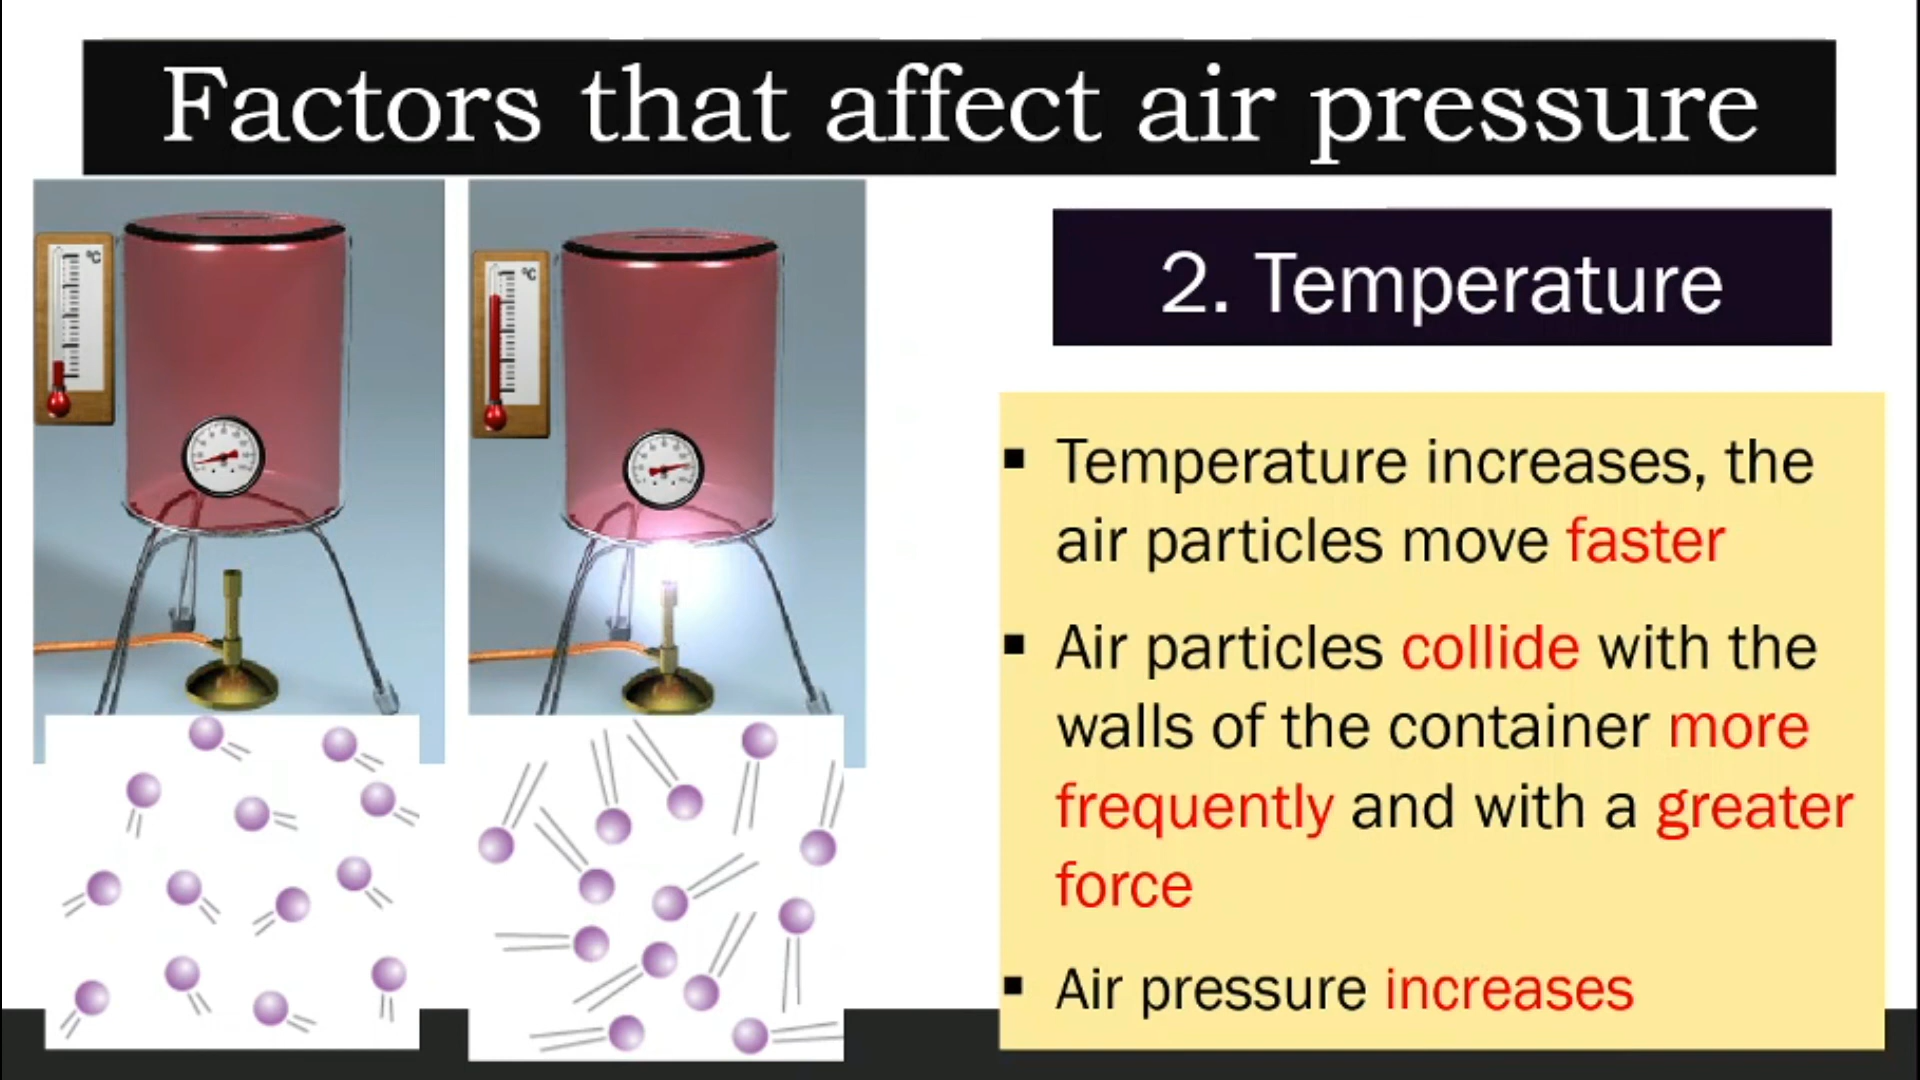 Factors that affect air pressure
°C
°C
2. Temperature
▪ Temperature increases, the
air particles move faster
▪ Air particles collide with the
walls of the container more
frequently and with a greater
force
▪ Air pressure increases